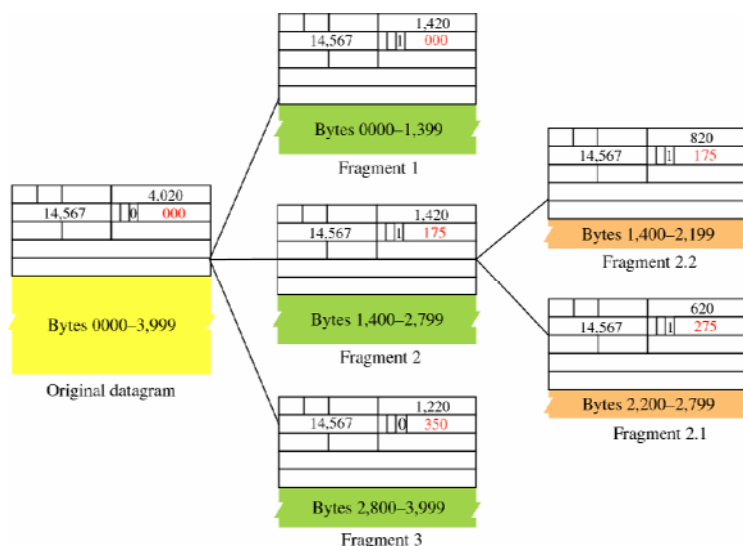 4,020
14,567 0 000
Bytes 0000–3,999
Original datagram
1,420
14,567 1 000
Bytes 0000–1,399
Fragment 1
1,420
14,567 1 175
Bytes 1,400–2,799
Fragment 2
1,220
14,567 0 350
Bytes 2,800–3,999
Fragment 3
820
14,567 1 175
Bytes 1,400–2,199
Fragment 2.2
620
14,567 1 275
Bytes 2,200–2,799
Fragment 2.1